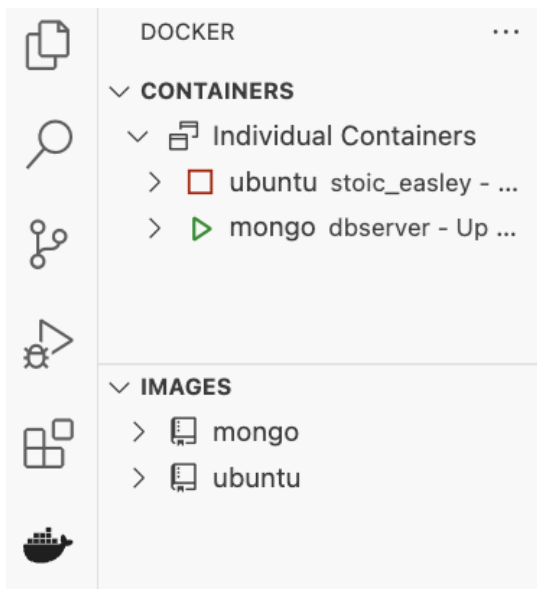 DOCKER ...
CONTAINERS
Individual Containers
ubuntu stoic_easley - ...
mongo dbserver - Up ...
IMAGES
mongo
ubuntu